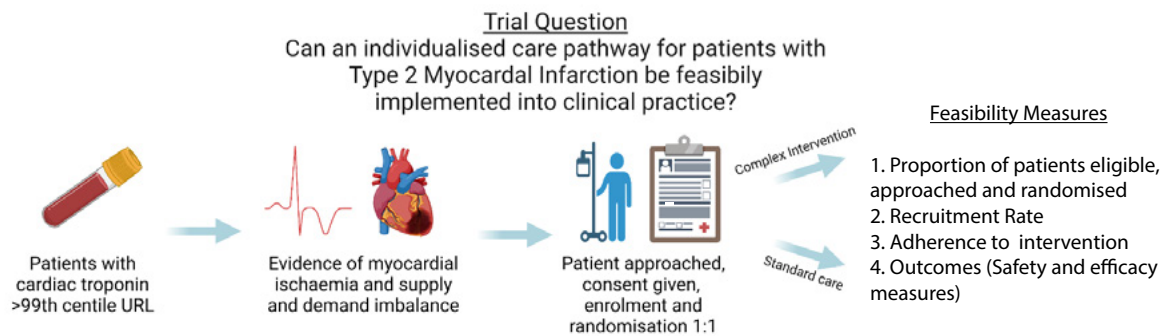 Trial Question
Can an individualised care pathway for patients with
Type 2 Myocardal Infarction be feasibily
implemented into clinical practice?
Patients with
cardiac troponin
>99th centile URL
Evidence of myocardial
ischaemia and supply
and demand imbalance
Patient approached,
consent given,
enrolment and
randomisation 1:1
Complex Intervention
Standard care
Feasibility Measures
1. Proportion of patients eligible,
approached and randomised
2. Recruitment Rate
3. Adherence to intervention
4. Outcomes (Safety and efficacy
measures)